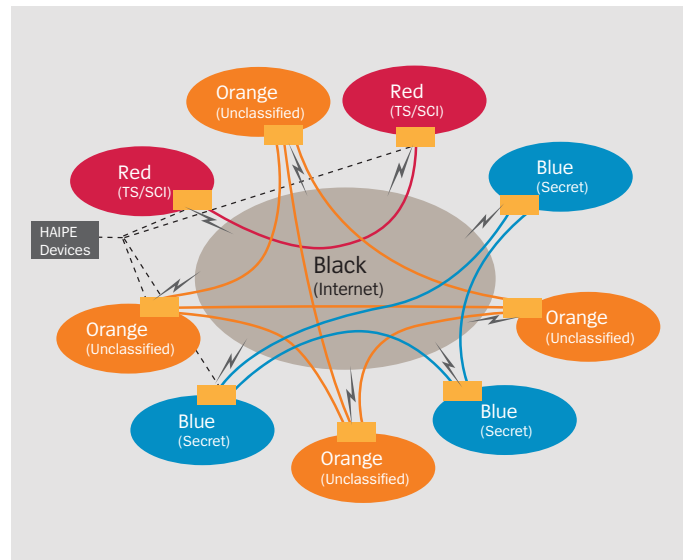 Orange
(Unclassified)
Red
(TS/SCI)
Red
(TS/SCI)
Blue
(Secret)
HAIPE
Devices
Black
(Internet)
Orange
(Unclassified)
Orange
(Unclassified)
Blue
(Secret)
Blue
(Secret)
Orange
(Unclassified)